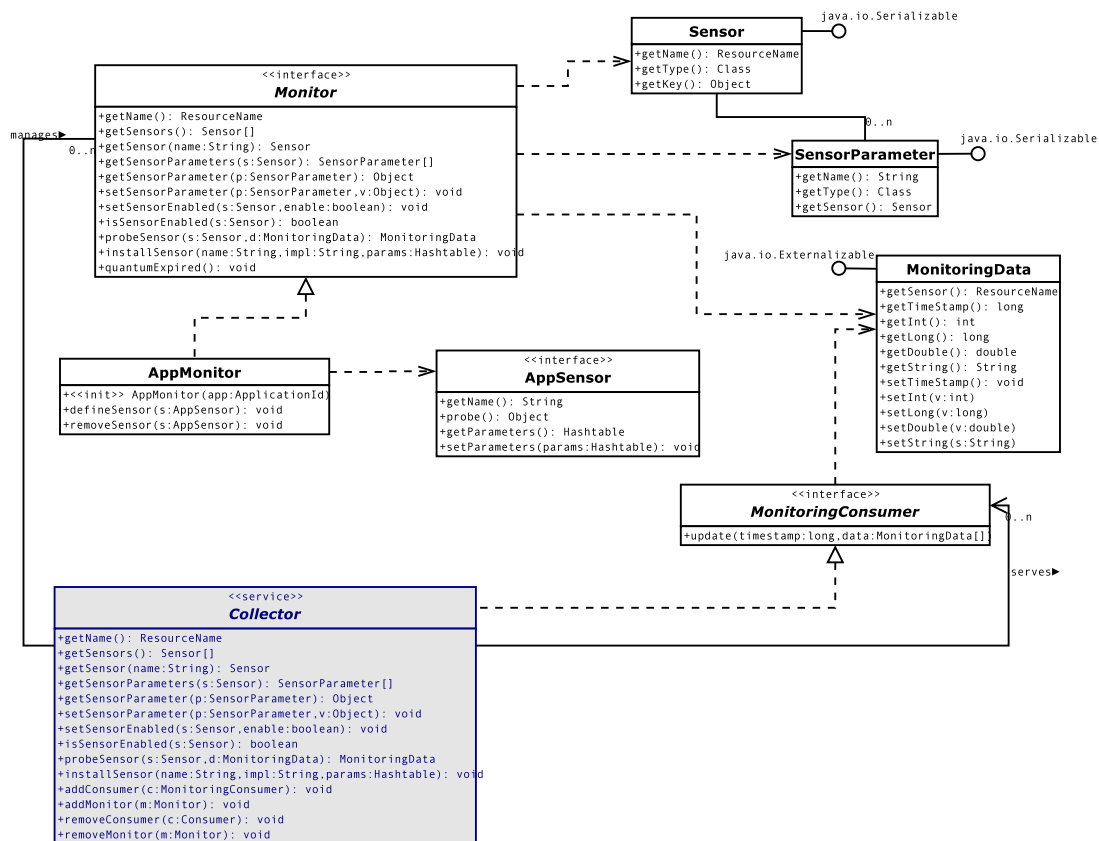 java.io.Serializable
Sensor
+getName(): ResourceName
+getType(): Class
+getKey(): Object
<<interface>>
Monitor
+getName(): ResourceName
+getSensors(): Sensor[]
+getSensor(name:String): Sensor
+getSensorParameters(s:Sensor): SensorParameter[]
+getSensorParameter(p:SensorParameter): Object
+setSensorParameter(p:SensorParameter,v:Object): void
+setSensorEnabled(s:Sensor,enable:boolean): void
+isSensorEnabled(s:Sensor): boolean
+probeSensor(s:Sensor,d:MonitoringData): MonitoringData
+installSensor(name:String,impl:String,params:Hashtable): void
+quantumExpired(): void
manages▶
0..n
0..n
java.io.Serializable
SensorParameter
+getName(): String
+getType(): Class
+getSensor(): Sensor
java.io.Externalizable
MonitoringData
+getSensor(): ResourceName
+getTimeStamp(): long
+getInt(): int
+getLong(): long
+getDouble(): double
+getString(): String
+setTimeStamp(): void
+setInt(v:int)
+setLong(v:long)
+setDouble(v:double)
+setString(s:String)
AppMonitor
+<<init>> AppMonitor(app:ApplicationId)
+defineSensor(s:AppSensor): void
+removeSensor(s:AppSensor): void
<<interface>>
AppSensor
+getName(): String
+probe(): Object
+getParameters(): Hashtable
+setParameters(params:Hashtable): void
<<interface>>
MonitoringConsumer
+update(timestamp:long,data:MonitoringData[])
0..n
serves▶
<<service>>
Collector
+getName(): ResourceName
+getSensors(): Sensor[]
+getSensor(name:String): Sensor
+getSensorParameters(s:Sensor): SensorParameter[]
+getSensorParameter(p:SensorParameter): Object
+setSensorParameter(p:SensorParameter,v:Object): void
+setSensorEnabled(s:Sensor,enable:boolean): void
+isSensorEnabled(s:Sensor): boolean
+probeSensor(s:Sensor,d:MonitoringData): MonitoringData
+installSensor(name:String,impl:String,params:Hashtable): void
+addConsumer(c:MonitoringConsumer): void
+addMonitor(m:Monitor): void
+removeConsumer(c:Consumer): void
+removeMonitor(m:Monitor): void